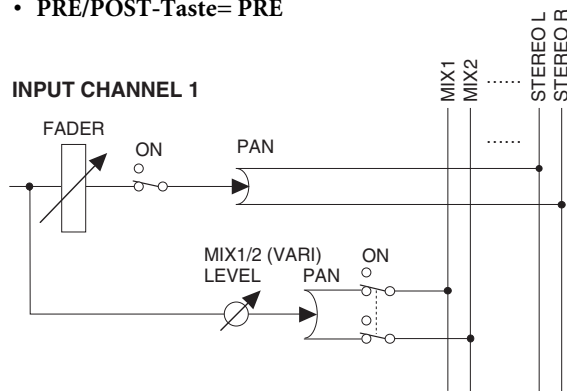 • PRE/POST-Taste= PRE
INPUT CHANNEL 1
MIX1
MIX2
......
STEREO L
STEREO R
......
FADER
ON
PAN
MIX1/2 (VARI)
LEVEL
PAN
ON